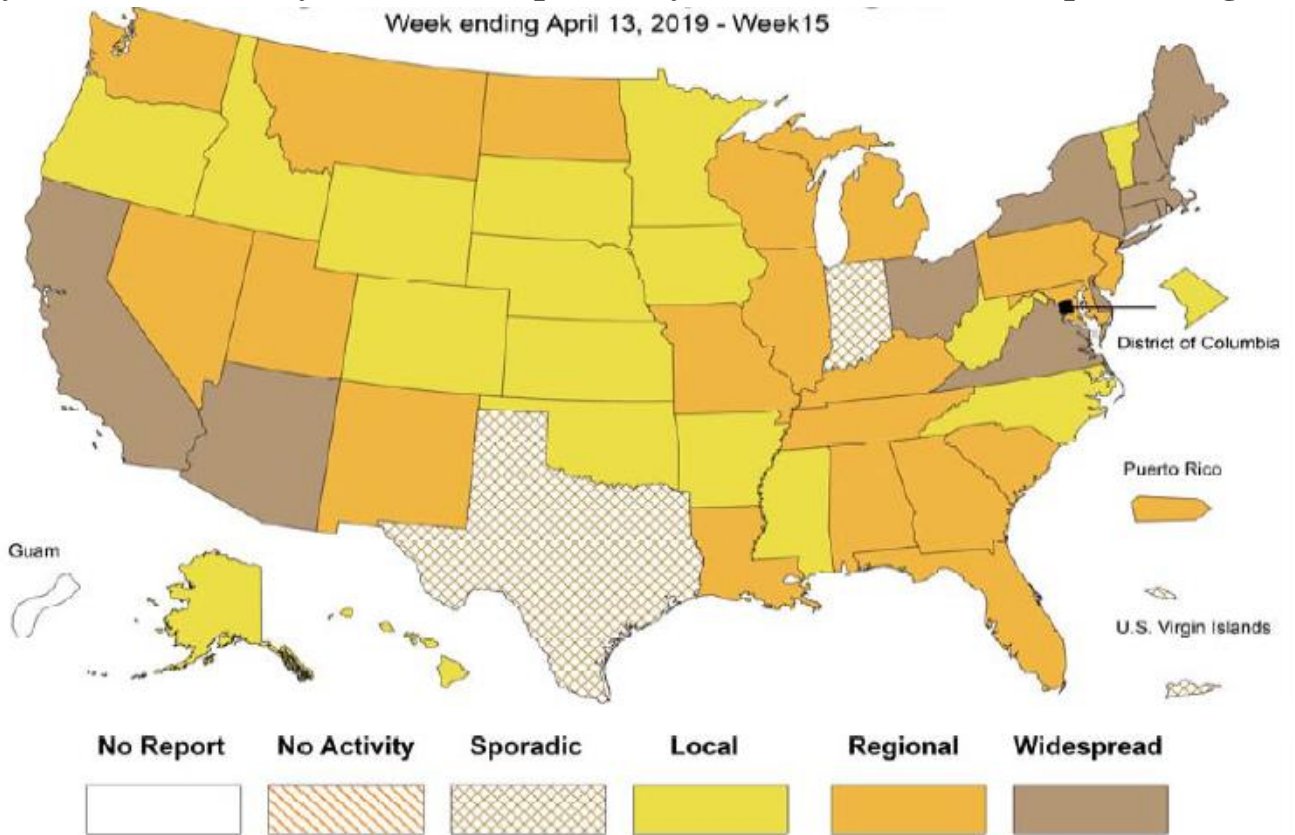 Week ending April 13, 2019 - Week15
District of Columbia
Puerto Rico
Guam
U.S. Virgin Islands
No Report No Activity Sporadic Local Regional Widespread